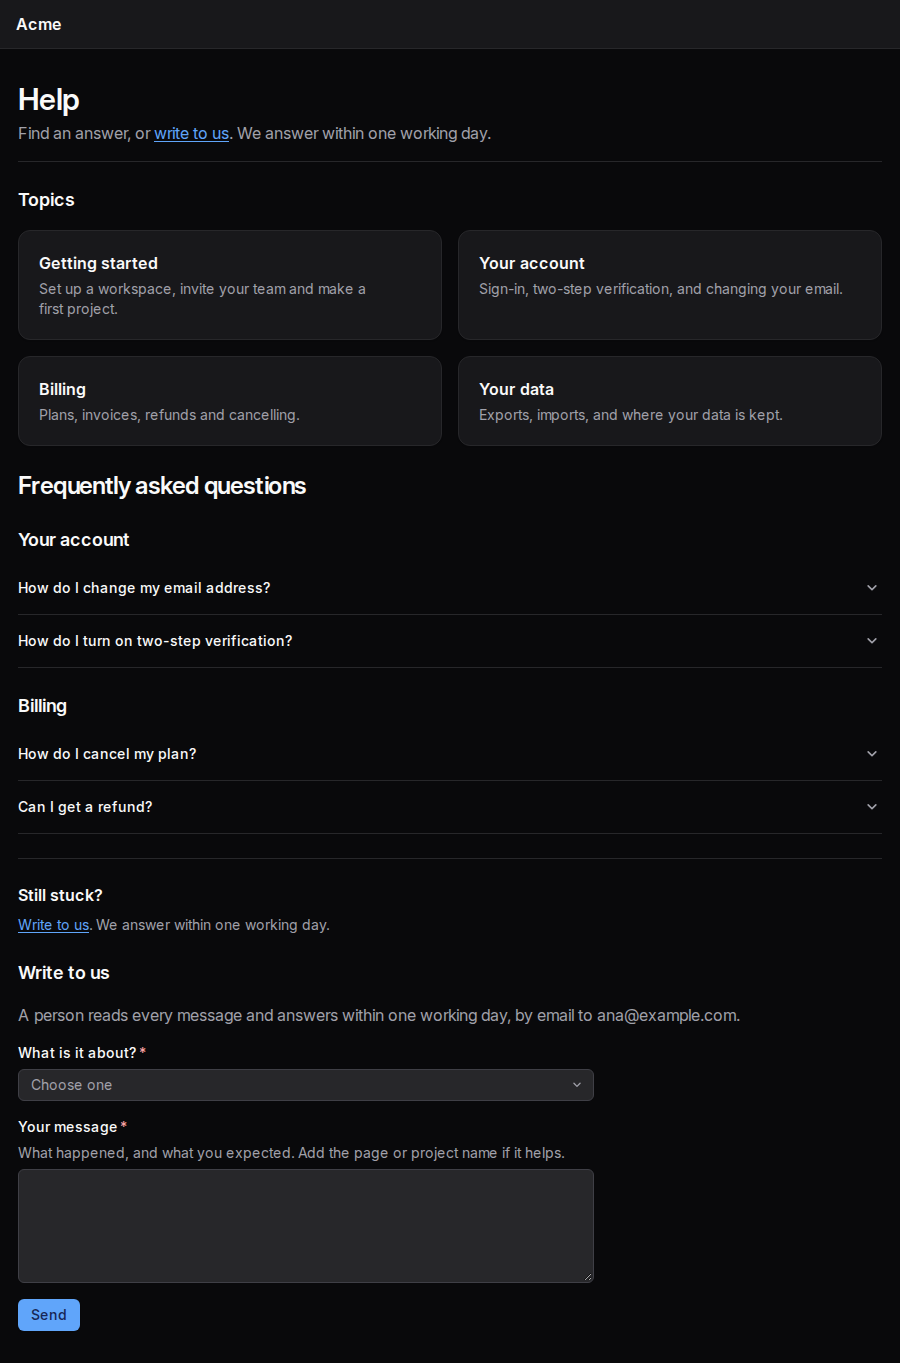 Acme
Help
Find an answer, or write to us. We answer within one working day.
Topics
Getting started
Set up a workspace, invite your team and make a
first project.
Your account
Sign-in, two-step verification, and changing your email.
Billing
Plans, invoices, refunds and cancelling.
Your data
Exports, imports, and where your data is kept.
Frequently asked questions
Your account
How do I change my email address?
How do I turn on two-step verification?
Billing
How do I cancel my plan?
Can I get a refund?
Still stuck?
Write to us. We answer within one working day.
Write to us
A person reads every message and answers within one working day, by email to ana@example.com.
What is it about? *
Choose one
Your message *
What happened, and what you expected. Add the page or project name if it helps.
Send